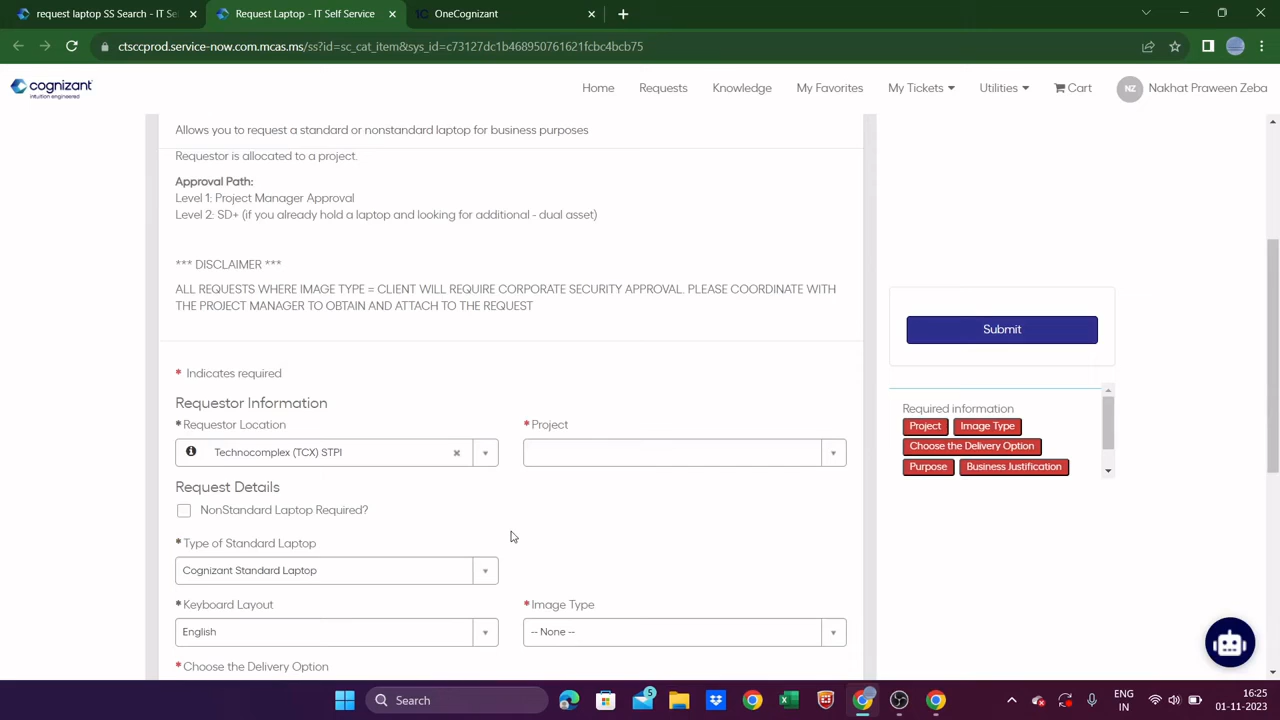 request laptop SS Search - IT Se
Request Laptop - IT Self Service
OneCognizant
ctsccprod.service-now.com.mcas.ms/ss?id=sc_cat_item&sys_id=c73127dc1b468950761621fcbc4bcb75
cognizant
intuition engineered
Home
Requests
Knowledge
My Favorites
My Tickets
Utilities
Cart
NZ
Nakhat Praween Zeba
Allows you to request a standard or nonstandard laptop for business purposes
Requestor is allocated to a project.
Approval Path:
Level 1: Project Manager Approval
Level 2: SD+ (if you already hold a laptop and looking for additional - dual asset)
*** DISCLAIMER ***
ALL REQUESTS WHERE IMAGE TYPE = CLIENT WILL REQUIRE CORPORATE SECURITY APPROVAL. PLEASE COORDINATE WITH
THE PROJECT MANAGER TO OBTAIN AND ATTACH TO THE REQUEST
* Indicates required
Requestor Information
*Requestor Location
*Project
Technocomplex (TCX) STPI
Request Details
NonStandard Laptop Required?
*Type of Standard Laptop
Cognizant Standard Laptop
*Keyboard Layout
*Image Type
English
-- None --
*Choose the Delivery Option
Submit
Required information
Project
Image Type
Choose the Delivery Option
Purpose
Business Justification
Search
5
ENG
IN
16:25
01-11-2023